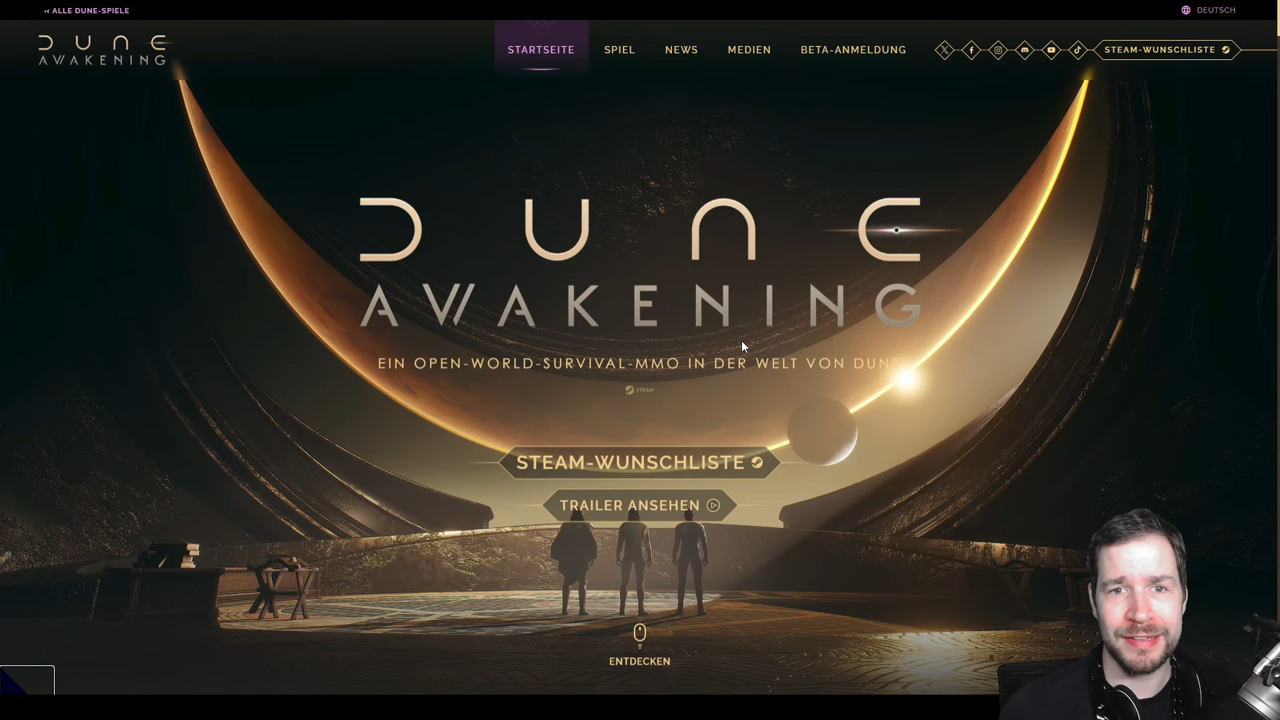 ‹‹ ALLE DUNE-SPIELE
DEUTSCH
DUNE
AWAKENING
STARTSEITE
SPIEL
NEWS
MEDIEN
BETA-ANMELDUNG
STEAM-WUNSCHLISTE
DUNE
AWAKENING
EIN OPEN-WORLD-SURVIVAL-MMO IN DER WELT VON DUNE
STEAM
STEAM-WUNSCHLISTE
TRAILER ANSEHEN
ENTDECKEN